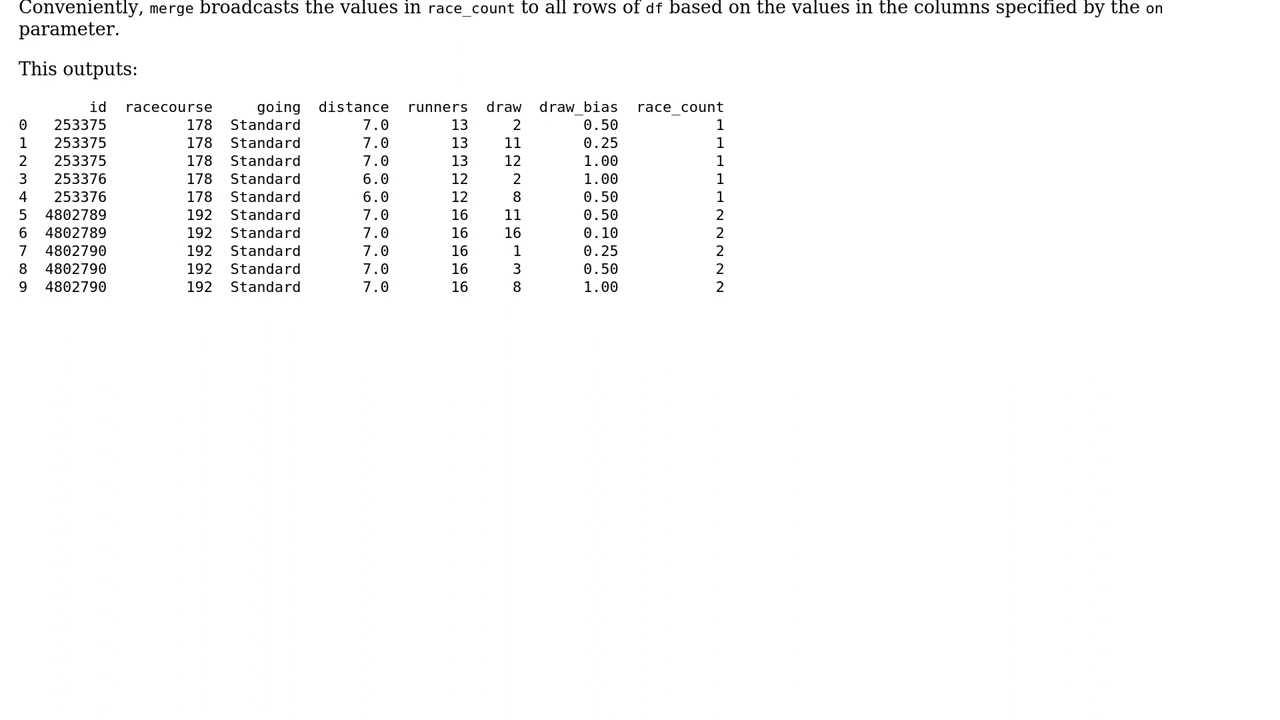 Conveniently, merge broadcasts the values in race_count to all rows of df based on the values in the columns specified by the on
parameter.
This outputs:
        id  racecourse     going  distance  runners  draw  draw_bias  race_count
0   253375         178  Standard       7.0       13     2       0.50           1
1   253375         178  Standard       7.0       13    11       0.25           1
2   253375         178  Standard       7.0       13    12       1.00           1
3   253376         178  Standard       6.0       12     2       1.00           1
4   253376         178  Standard       6.0       12     8       0.50           1
5  4802789         192  Standard       7.0       16    11       0.50           2
6  4802789         192  Standard       7.0       16    16       0.10           2
7  4802790         192  Standard       7.0       16     1       0.25           2
8  4802790         192  Standard       7.0       16     3       0.50           2
9  4802790         192  Standard       7.0       16     8       1.00           2